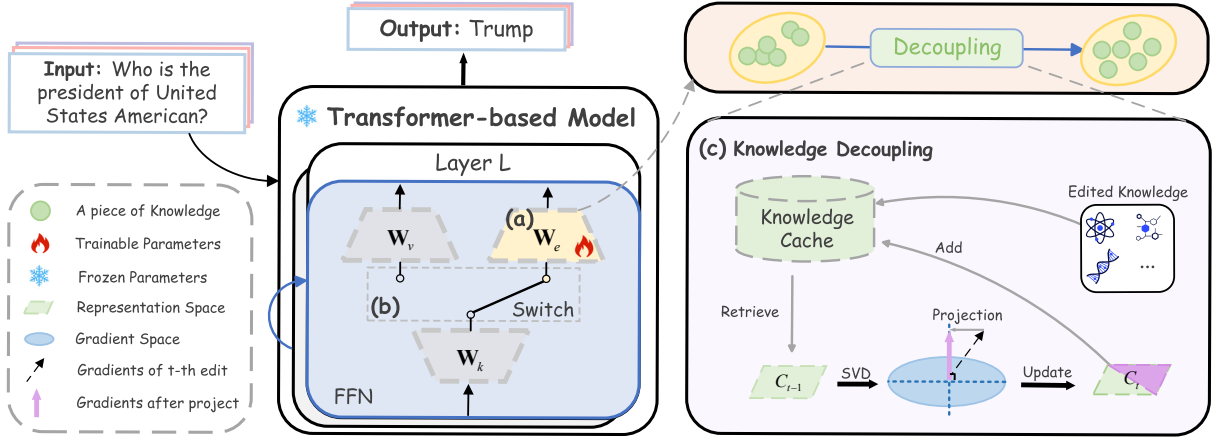 Input: Who is the
president of United
States American?
Output: Trump
Transformer-based Model
Layer L
W_v
(a)
W_e
(b)
Switch
W_k
FFN
A piece of Knowledge
Trainable Parameters
Frozen Parameters
Representation Space
Gradient Space
Gradients of t-th edit
Gradients after project
Decoupling
(c) Knowledge Decoupling
Knowledge
Cache
Edited Knowledge
...
Add
Retrieve
Projection
C_{t-1}
SVD
Update
C_t